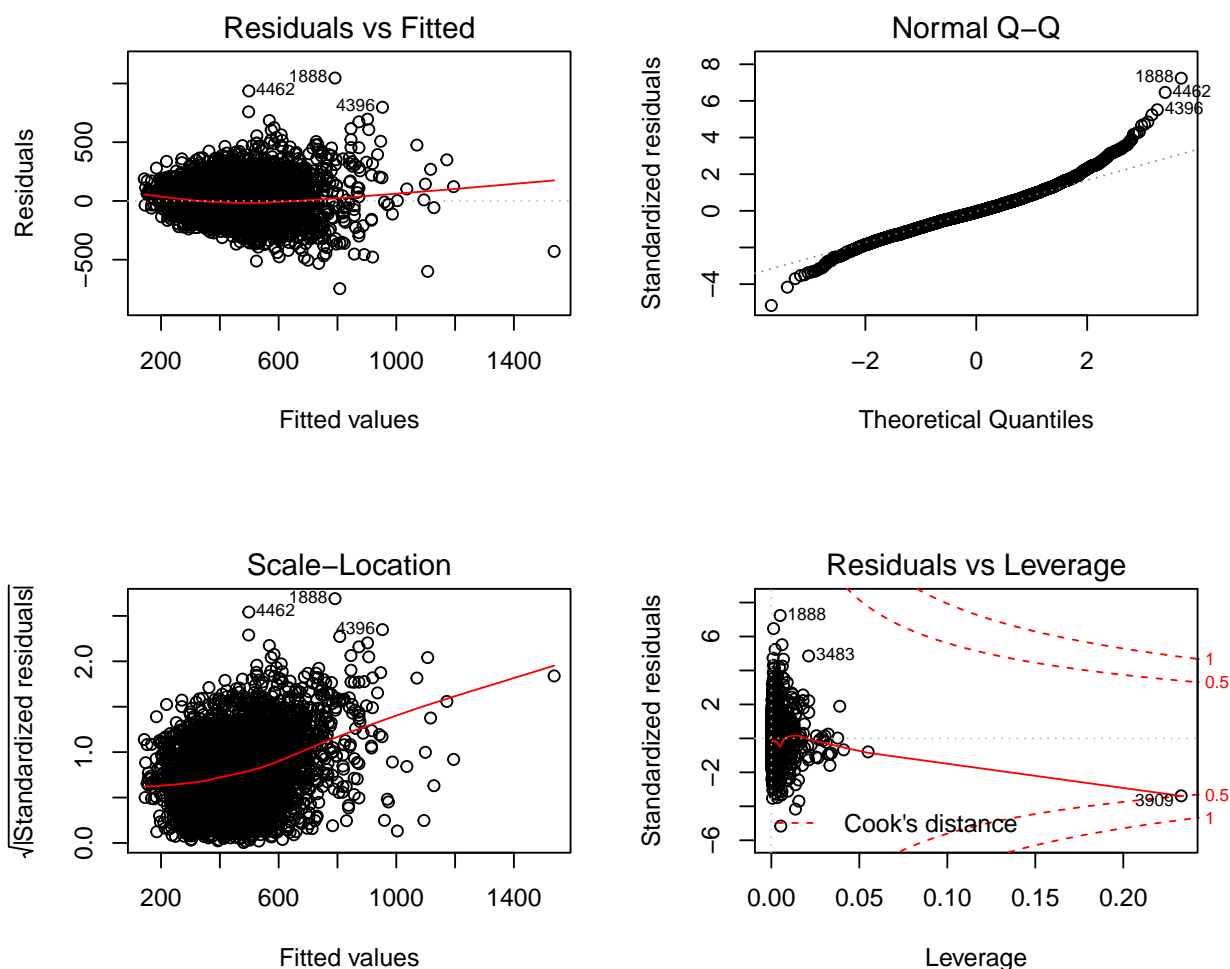 Residuals vs Fitted
Residuals
−500 0 500
200 600 1000 1400
Fitted values
1888
4462
4396
Normal Q−Q
Standardized residuals
−4 0 2 4 6 8
−2 0 2
Theoretical Quantiles
1888
4462
4396
Scale−Location
√|Standardized residuals|
0.0 1.0 2.0
200 600 1000 1400
Fitted values
1888
4462
4396
Residuals vs Leverage
Standardized residuals
−6 −2 2 6
0.00 0.05 0.10 0.15 0.20
Leverage
1888
3483
3909
1
0.5
0.5
1
Cook's distance